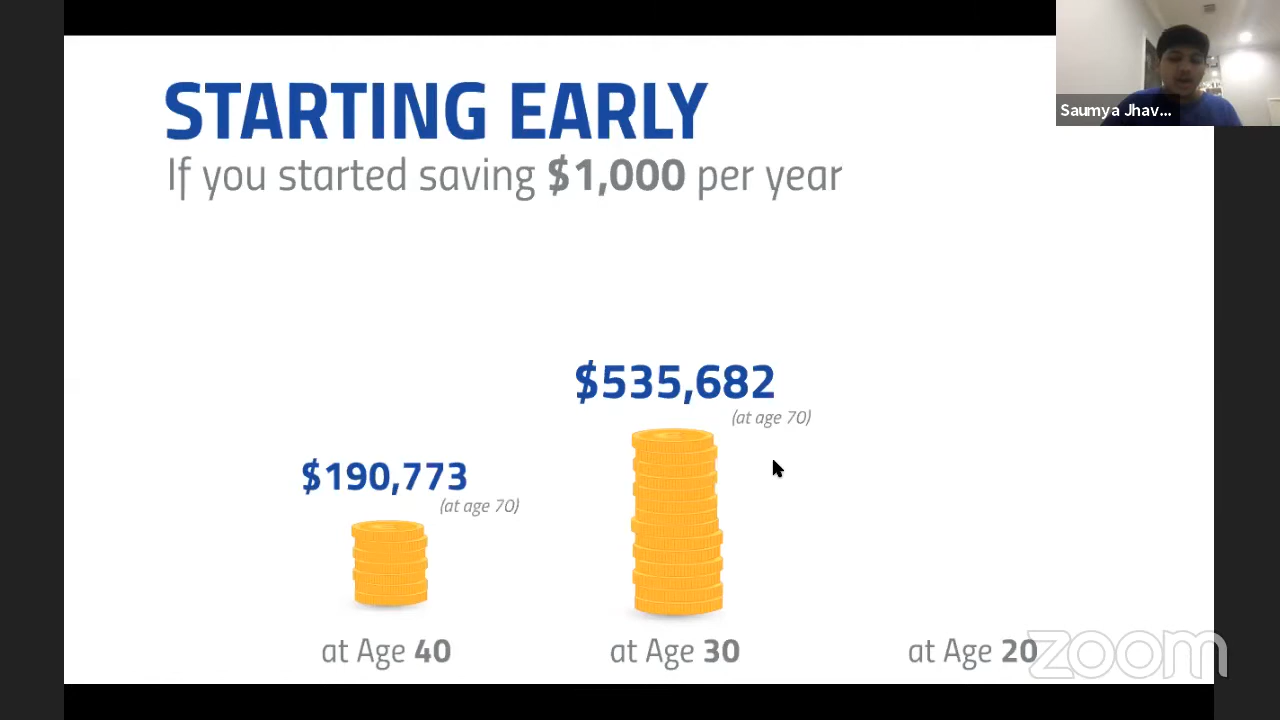 STARTING EARLY
If you started saving $1,000 per year
Saumya Jhav...
$535,682
(at age 70)
$190,773
(at age 70)
at Age 40
at Age 30
at Age 20
zoom